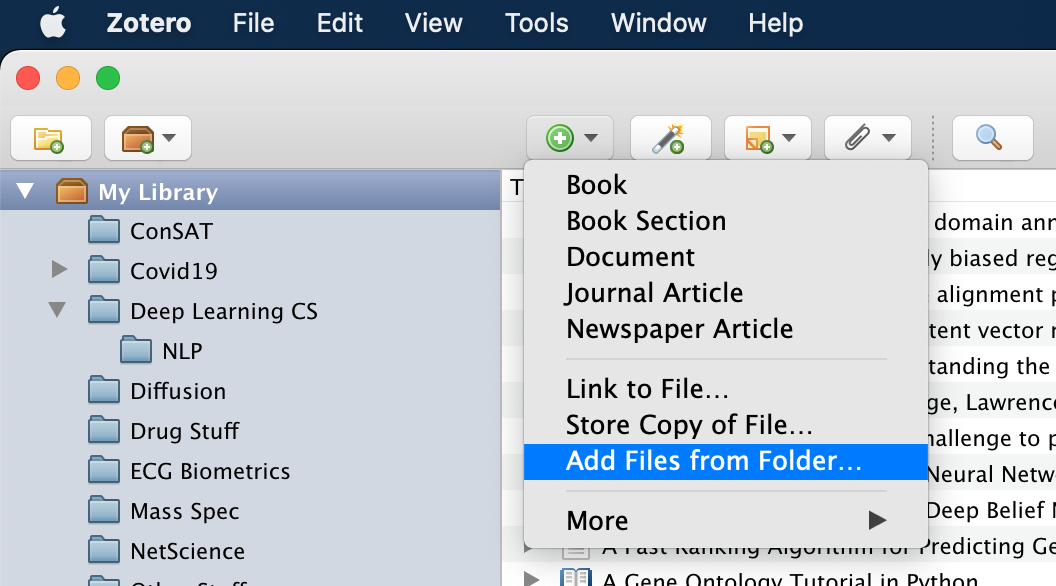 Zotero File Edit View Tools Window Help
My Library
ConSAT
Covid19
Deep Learning CS
NLP
Diffusion
Drug Stuff
ECG Biometrics
Mass Spec
NetScience
Other Stuff
T
Book
Book Section
Document
Journal Article
Newspaper Article
Link to File...
Store Copy of File...
Add Files from Folder...
More
domain ann
y biased reg
alignment p
tent vector r
tanding the
ge, Lawrence
hallenge to p
Neural Netw
Deep Belief N
A Fast Ranking Algorithm for Predicting Ge
A Gene Ontology Tutorial in Python